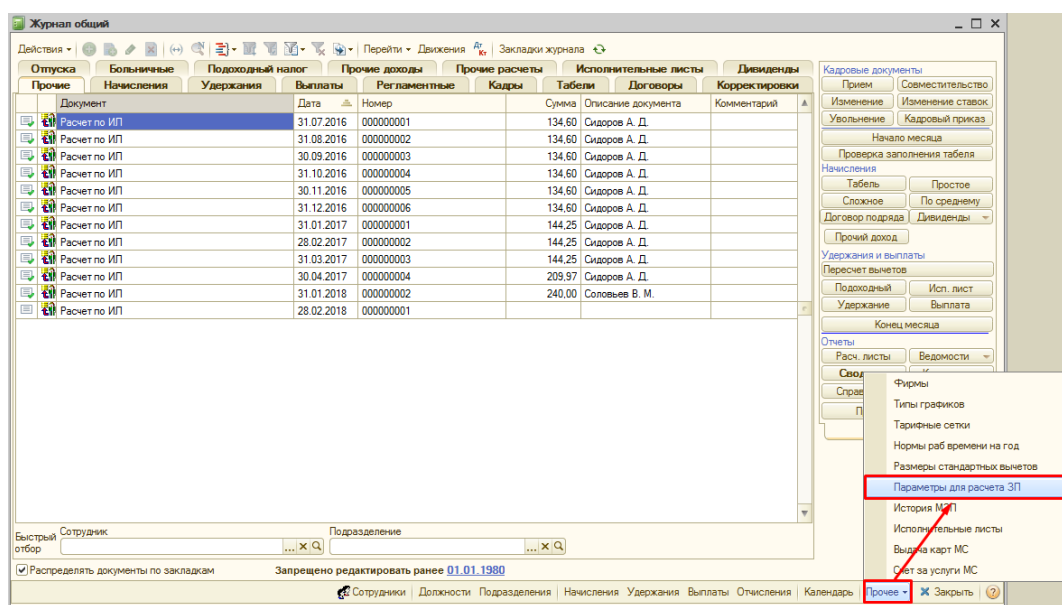 Журнал общий
Действия Перейти Движения Дт Кт Закладки журнала
Отпуска Больничные Подоходный налог Прочие доходы Прочие расчеты Исполнительные листы Дивиденды
Прочие Начисления Удержания Выплаты Регламентные Кадры Табели Договоры Корректировки
Документ Дата Номер Сумма Описание документа Комментарий
Расчет по ИП 31.07.2016 000000001 134,60 Сидоров А. Д.
Расчет по ИП 31.08.2016 000000002 134,60 Сидоров А. Д.
Расчет по ИП 30.09.2016 000000003 134,60 Сидоров А. Д.
Расчет по ИП 31.10.2016 000000004 134,60 Сидоров А. Д.
Расчет по ИП 30.11.2016 000000005 134,60 Сидоров А. Д.
Расчет по ИП 31.12.2016 000000006 134,60 Сидоров А. Д.
Расчет по ИП 31.01.2017 000000001 144,25 Сидоров А. Д.
Расчет по ИП 28.02.2017 000000002 144,25 Сидоров А. Д.
Расчет по ИП 31.03.2017 000000003 144,25 Сидоров А. Д.
Расчет по ИП 30.04.2017 000000004 209,97 Сидоров А. Д.
Расчет по ИП 31.01.2018 000000002 240,00 Соловьев В. М.
Расчет по ИП 28.02.2018 000000001
Кадровые документы
Прием Совместительство
Изменение Изменение ставок
Увольнение Кадровый приказ
Начало месяца
Проверка заполнения табеля
Начисления
Табель Простое
Сложное По среднему
Договор подряда Дивиденды
Прочий доход
Удержания и выплаты
Пересчет вычетов
Подоходный Исп. лист
Удержание Выплата
Конец месяца
Отчеты
Расч. листы Ведомости
Свод
Справ
П
Фирмы
Типы графиков
Тарифные сетки
Нормы раб времени на год
Размеры стандартных вычетов
Параметры для расчета ЗП
История МЗП
Исполнительные листы
Выдача карт МС
Счет за услуги МС
Быстрый отбор Сотрудник Подразделение
Распределять документы по закладкам Запрещено редактировать ранее 01.01.1980
Сотрудники Должности Подразделения Начисления Удержания Выплаты Отчисления Календарь Прочее Закрыть